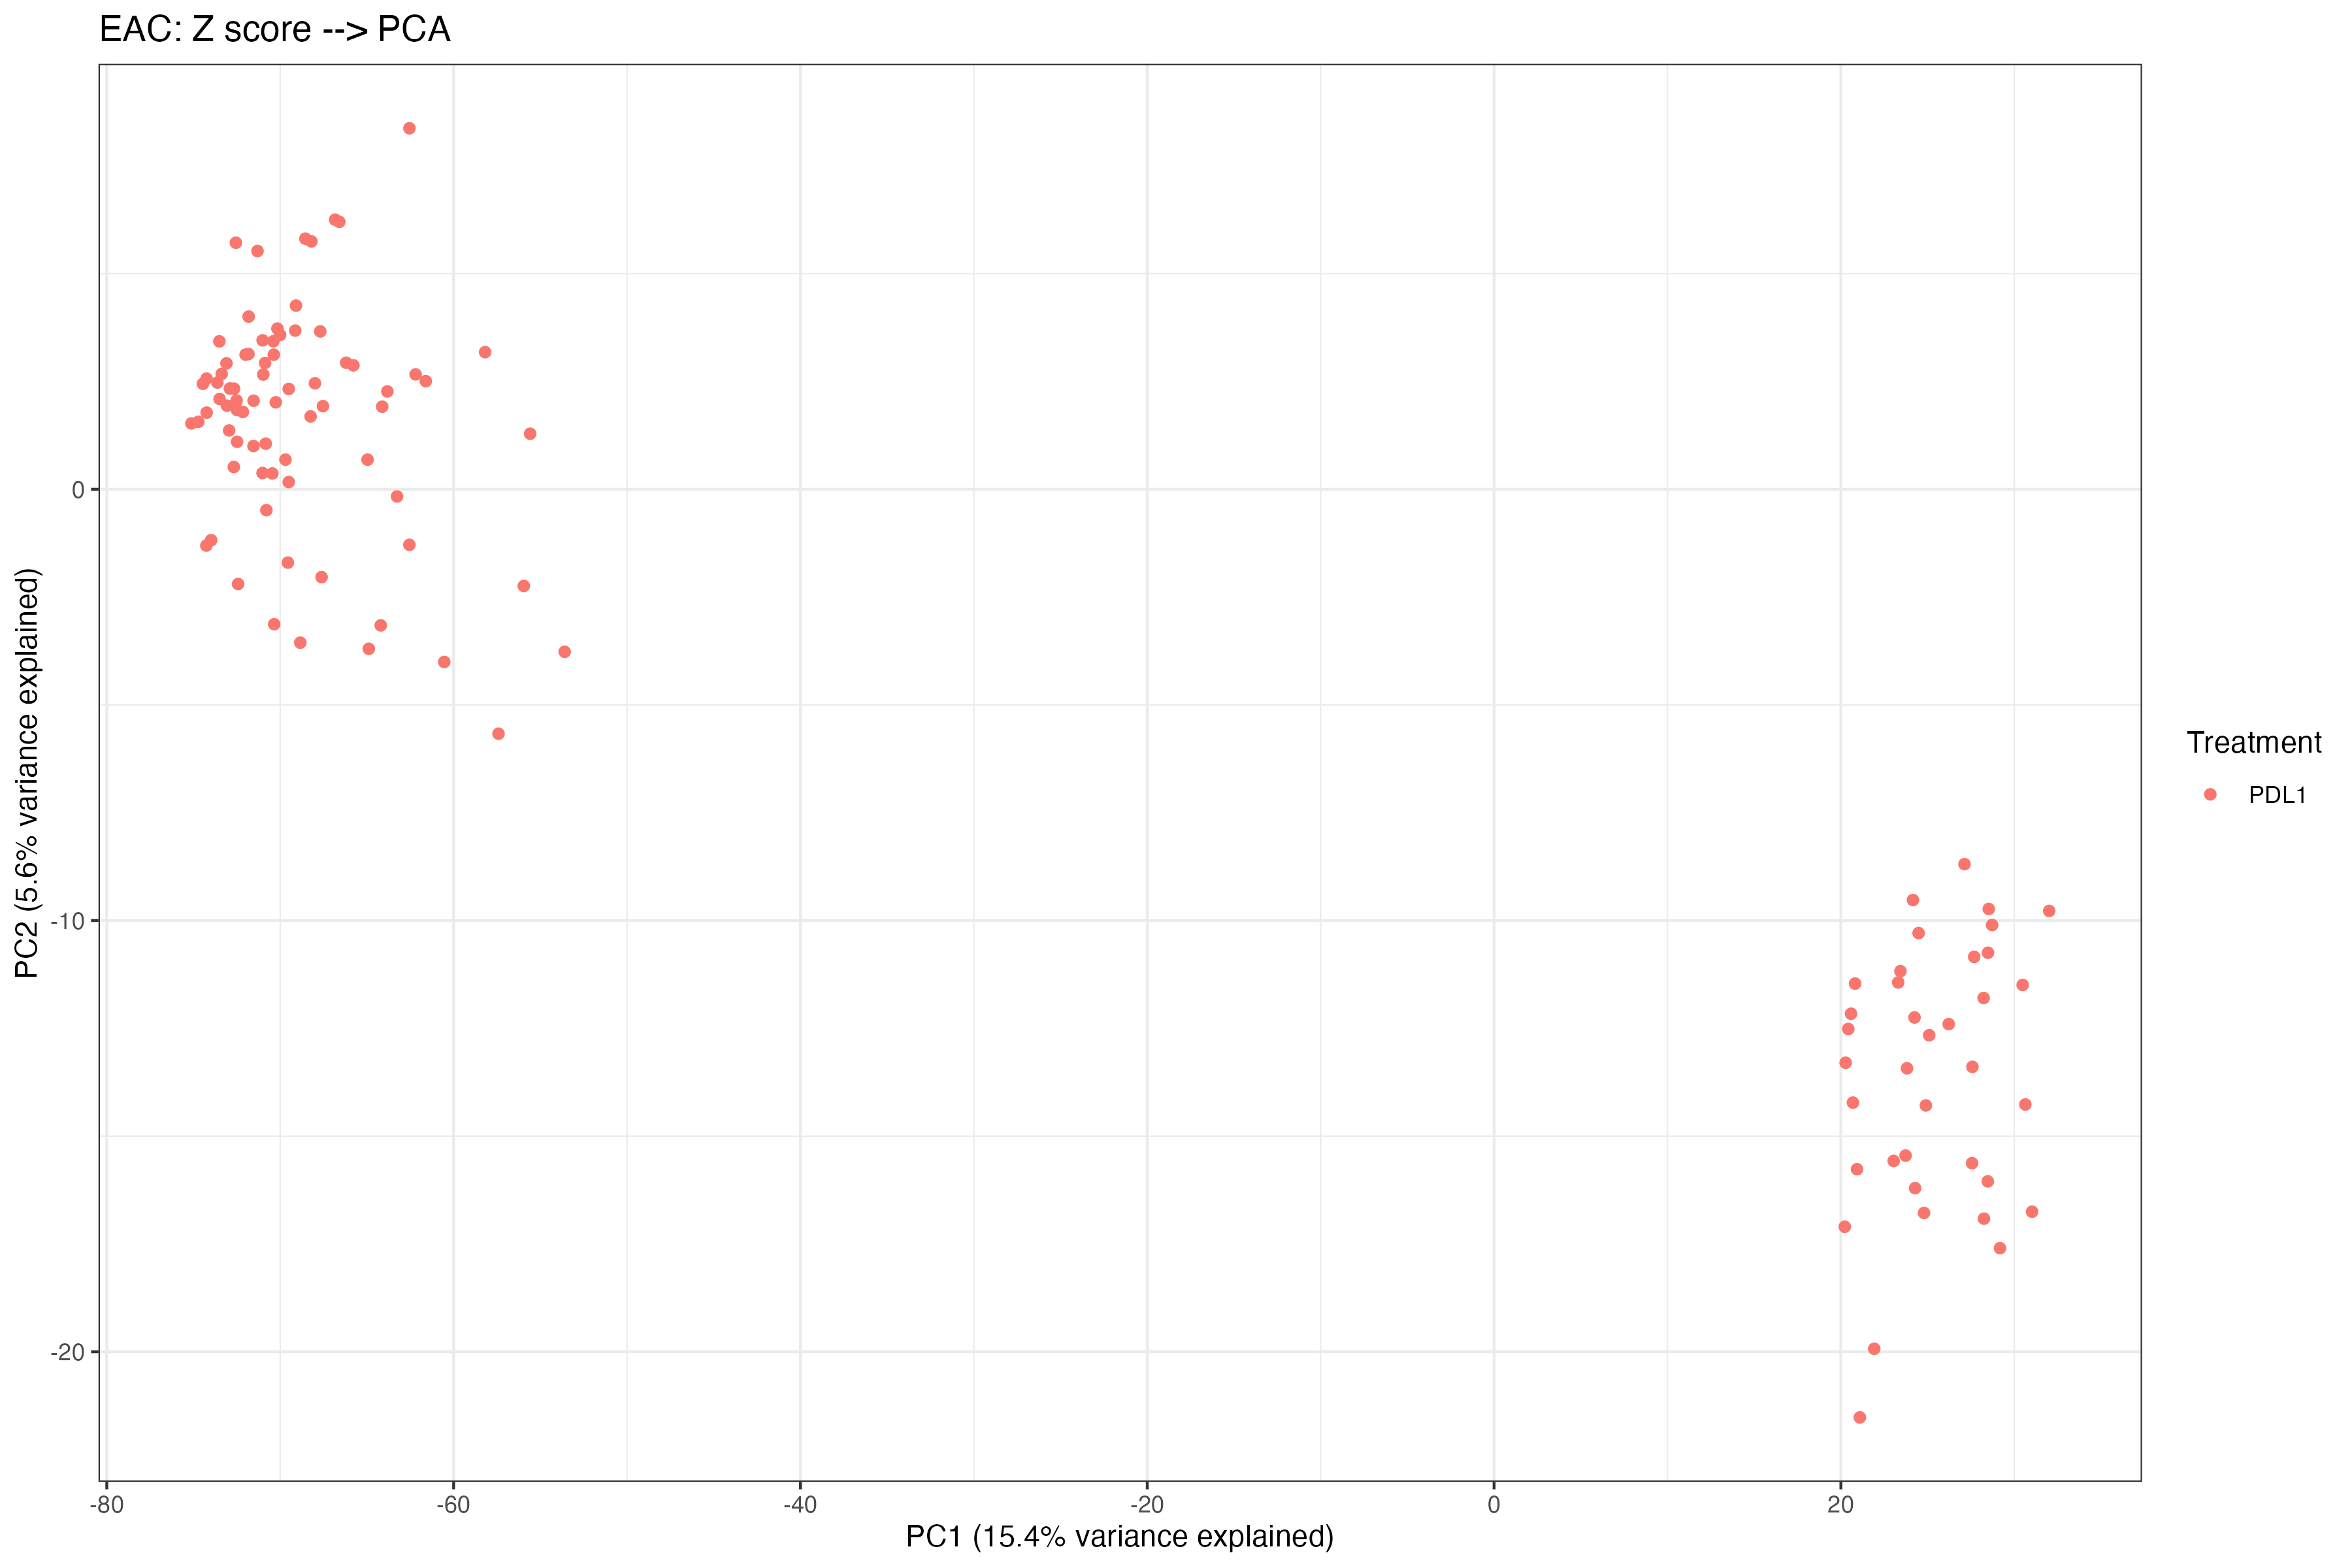 EAC: Z score --> PCA
PC2 (5.6% variance explained)
0
-10
-20
-80
-60
-40
-20
0
20
PC1 (15.4% variance explained)
Treatment
PDL1